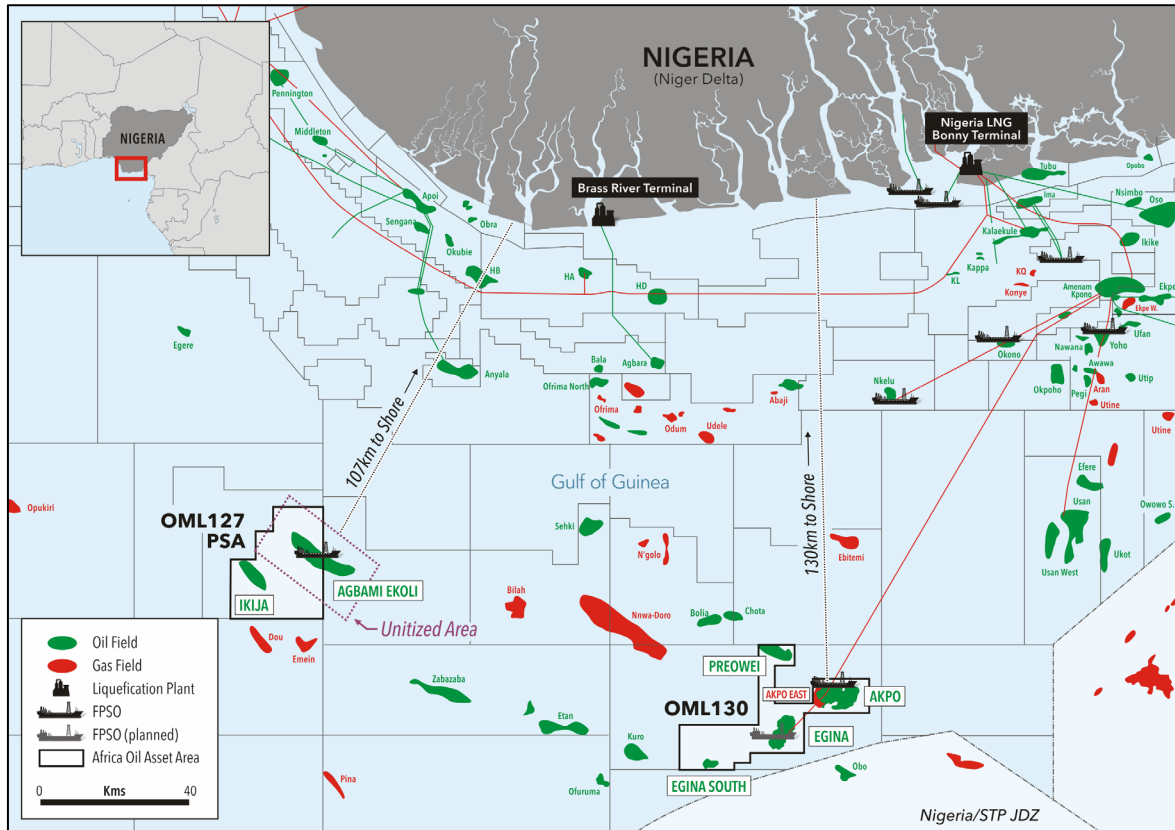 NIGERIA
(Niger Delta)
NIGERIA
Pennington
Middleton
Nigeria LNG
Bonny Terminal
Brass River Terminal
Tubu
Opobo
Apoi
Ima
Nsimbo
Oso
Sengana
Obra
Okubie
Kalaekule
Ikike
HB
HA
HD
Kappa
KL
KQ
Konye
Amenam
Kpono
Ekpe
Ekpe W.
Egere
Anyala
Bala
Agbara
Okono
Nawana
Yoho
Ufan
Ofrima North
Ofrima
Odum
Udele
Abaji
Nkelu
Okpoho
Awawa
Pegi
Aran
Utip
Utine
Utine
107km to Shore
130km to Shore
Gulf of Guinea
Opukiri
OML127
PSA
Sehki
N'golo
Ebitemi
Efere
Usan
Owowo S.
Usan West
Ukot
IKIJA
AGBAMI EKOLI
Unitized Area
Bilah
Nnwa-Doro
Bolia
Chota
Dou
Emein
PREOWEI
Zabazaba
OML130
AKPO EAST
AKPO
Etan
EGINA
Kuro
Pina
Ofuruma
EGINA SOUTH
Obo
Nigeria/STP JDZ
Oil Field
Gas Field
Liquefication Plant
FPSO
FPSO (planned)
Africa Oil Asset Area
0 Kms 40